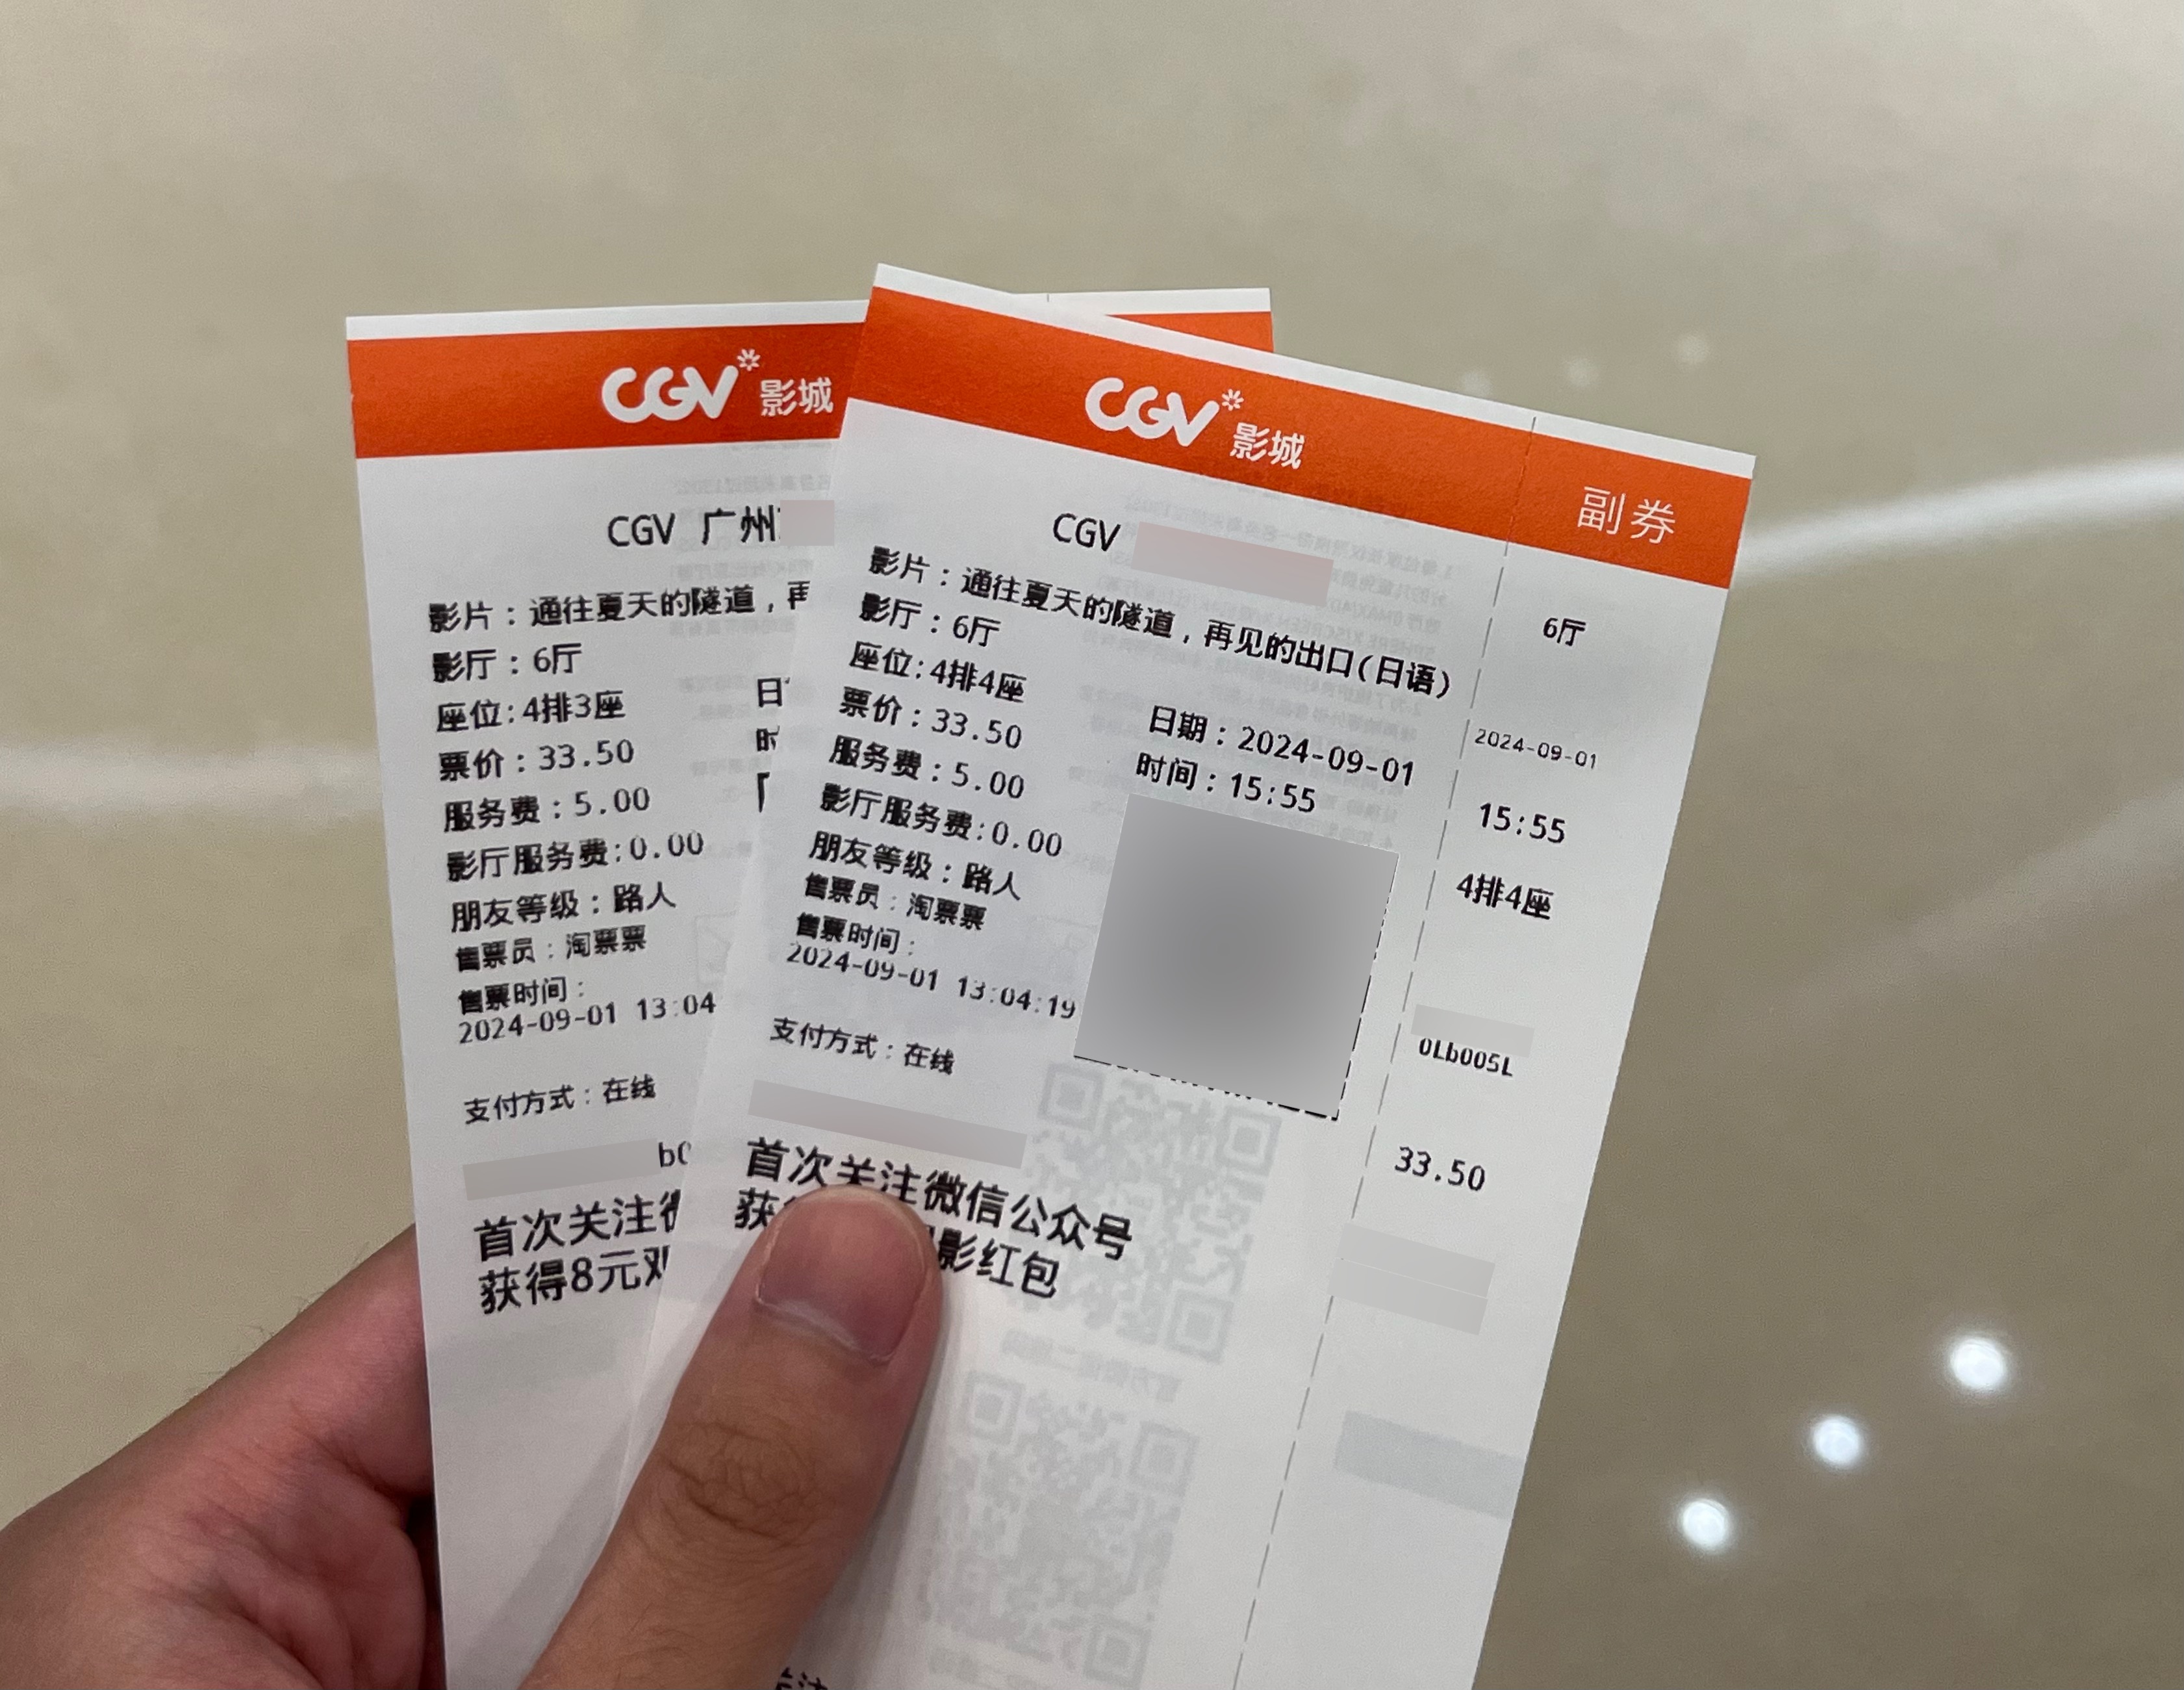 CGV 影城
CGV 广州
影片：通往夏天的隧道，再
影厅：6厅
座位:4排3座
票价：33.50
服务费：5.00
影厅服务费:0.00
朋友等级：路人
售票员：淘票票
售票时间：
2024-09-01 13:04
支付方式：在线
首次关注
获得8元
CGV 影城
CGV
影片：通往夏天的隧道，再见的出口(日语)
影厅：6厅
座位:4排4座
票价：33.50
日期：2024-09-01
服务费：5.00
时间：15:55
影厅服务费:0.00
朋友等级：路人
售票员：淘票票
售票时间：
2024-09-01 13:04:19
支付方式：在线
首次关注微信公众号
获 影红包
副券
6厅
2024-09-01
15:55
4排4座
0Lb005L
33.50